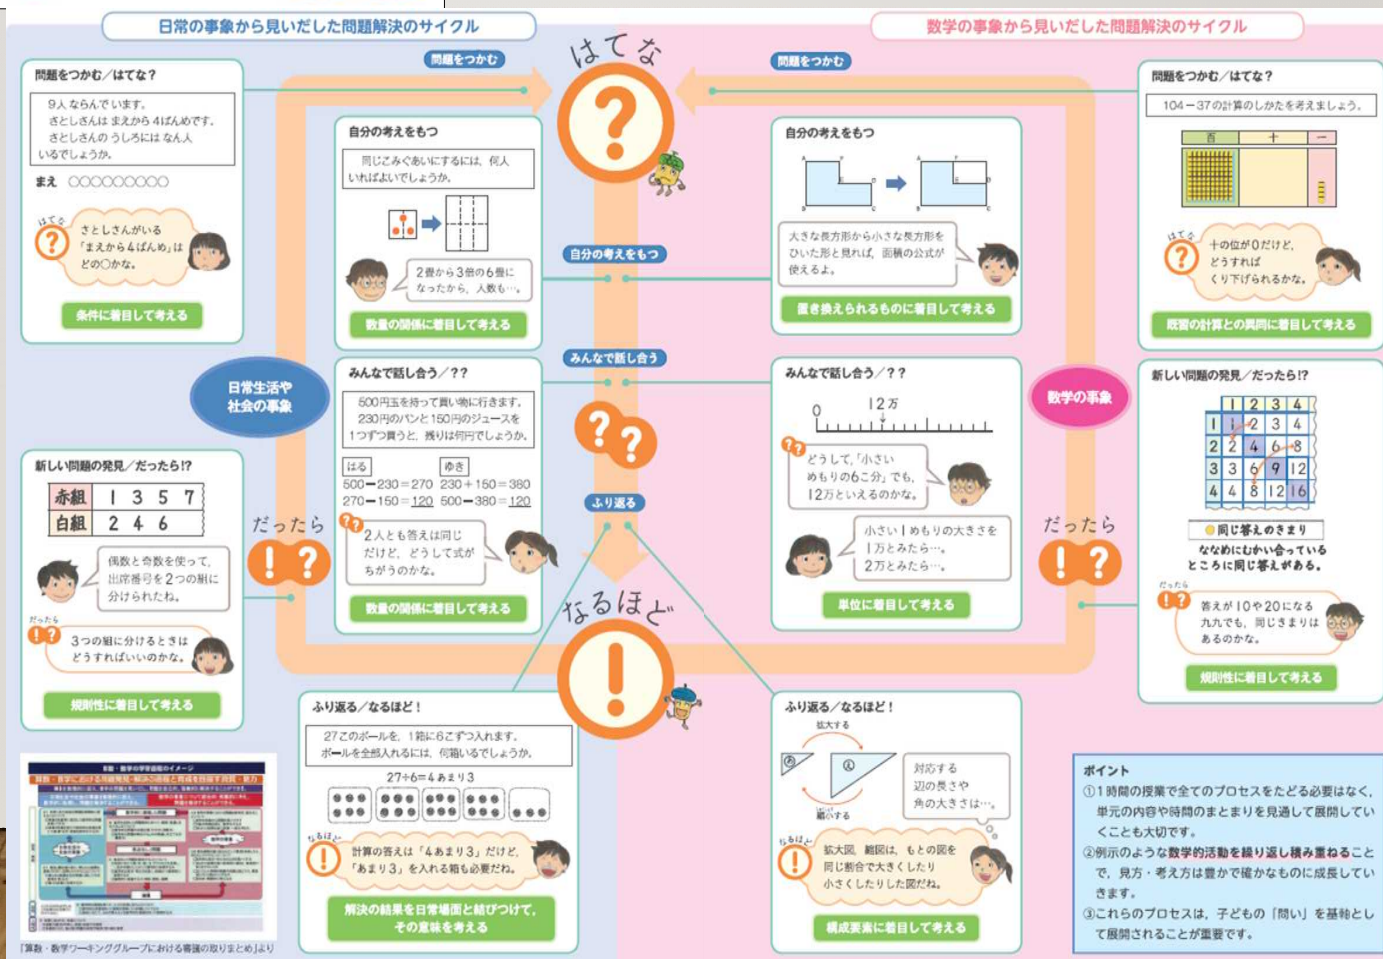 日常の事象から見いだした問題解決のサイクル
数学の事象から見いだした問題解決のサイクル
問題をつかむ
はてな
?
問題をつかむ
問題をつかむ/はてな?
9人 ならんで います。
さとしさんは まえから 4ばんめです。
さとしさんの うしろには なん人
いるでしょうか。
まえ ○○○○○○○○○
はてな
?
さとしさんがいる
「まえから4ばんめ」は
どの○かな。
条件に着目して考える
自分の考えをもつ
同じこみぐあいにするには、何人
いればよいでしょうか。
2畳から3倍の6畳に
なったから、人数も…。
数量の関係に着目して考える
自分の考えをもつ
自分の考えをもつ
A F
E D
B C
A F
E D
B C
大きな長方形から小さな長方形を
ひいた形と見れば、面積の公式が
使えるよ。
置き換えられるものに着目して考える
問題をつかむ/はてな?
104-37の計算のしかたを考えましょう。
百 十 一
はてな
?
十の位が0だけど、
どうすれば
くり下げられるかな。
既習の計算との異同に着目して考える
日常生活や
社会の事象
みんなで話し合う
??
みんなで話し合う/??
500円玉を持って買い物に行きます。
230円のパンと150円のジュースを
1つずつ買うと、残りは何円でしょうか。
はる ゆき
500-230=270 230+150=380
270-150=120 500-380=120
??
2人とも答えは同じ
だけど、どうして式が
ちがうのかな。
数量の関係に着目して考える
みんなで話し合う/??
0 12万
??
どうして、「小さい
めもりの6こ分」でも、
12万といえるのかな。
小さい1めもりの大きさを
1万とみたら…。
2万とみたら…。
単位に着目して考える
数学の事象
新しい問題の発見/だったら!?
赤組 1 3 5 7
白組 2 4 6
偶数と奇数を使って、
出席番号を2つの組に
分けられたね。
だったら
!?
3つの組に分けるときは
どうすればいいのかな。
規則性に着目して考える
だったら
!?
ふり返る
なるほど
!
だったら
!?
新しい問題の発見/だったら!?
1 2 3 4
1 1 2 3 4
2 2 4 6 8
3 3 6 9 12
4 4 8 12 16
同じ答えのきまり
ななめにむかい合っている
ところに同じ答えがある。
だったら
!?
答えが10や20になる
九九でも、同じきまりは
あるのかな。
規則性に着目して考える
ふり返る/なるほど!
27このボールを、1箱に6こずつ入れます。
ボールを全部入れるには、何箱いるでしょうか。
27÷6=4あまり3
なるほど
!
計算の答えは「4あまり3」だけど、
「あまり3」を入れる箱も必要だね。
解決の結果を日常場面と結びつけて、
その意味を考える
ふり返る/なるほど!
拡大する
あ い
縮小する
対応する
辺の長さや
角の大きさは…。
なるほど
!
拡大図、縮図は、もとの図を
同じ割合で大きくしたり
小さくしたりした図だね。
構成要素に着目して考える
算数・数学の学習過程のイメージ
「算数・数学ワーキンググループにおける審議の取りまとめ」より
ポイント
①1時間の授業で全てのプロセスをたどる必要はなく、
単元の内容や時間のまとまりを見通して展開してい
くことも大切です。
②例示のような数学的活動を繰り返し積み重ねること
で、見方・考え方は豊かで確かなものに成長してい
きます。
③これらのプロセスは、子どもの「問い」を基軸とし
て展開されることが重要です。